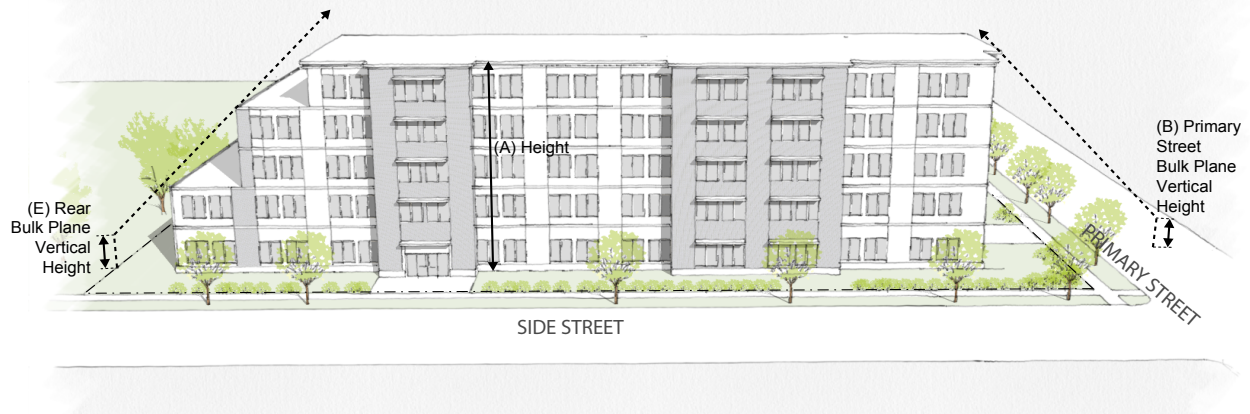 (A) Height
(B) Primary
Street
Bulk Plane
Vertical
Height
(E) Rear
Bulk Plane
Vertical
Height
PRIMARY STREET
SIDE STREET